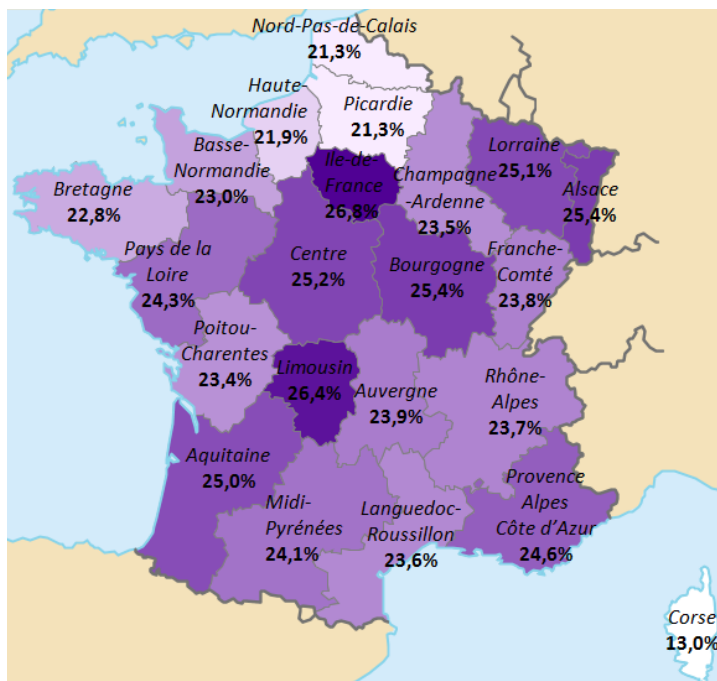 Nord-Pas-de-Calais
21,3%
Haute-
Normandie
21,9%
Picardie
21,3%
Basse-
Normandie
23,0%
Ile-de-
France
26,8%
Champagne
-Ardenne
23,5%
Lorraine
25,1%
Alsace
25,4%
Bretagne
22,8%
Pays de la
Loire
24,3%
Centre
25,2%
Bourgogne
25,4%
Franche-
Comté
23,8%
Poitou-
Charentes
23,4%
Limousin
26,4%
Auvergne
23,9%
Rhône-
Alpes
23,7%
Aquitaine
25,0%
Midi-
Pyrénées
24,1%
Languedoc-
Roussillon
23,6%
Provence
Alpes
Côte d’Azur
24,6%
Corse
13,0%